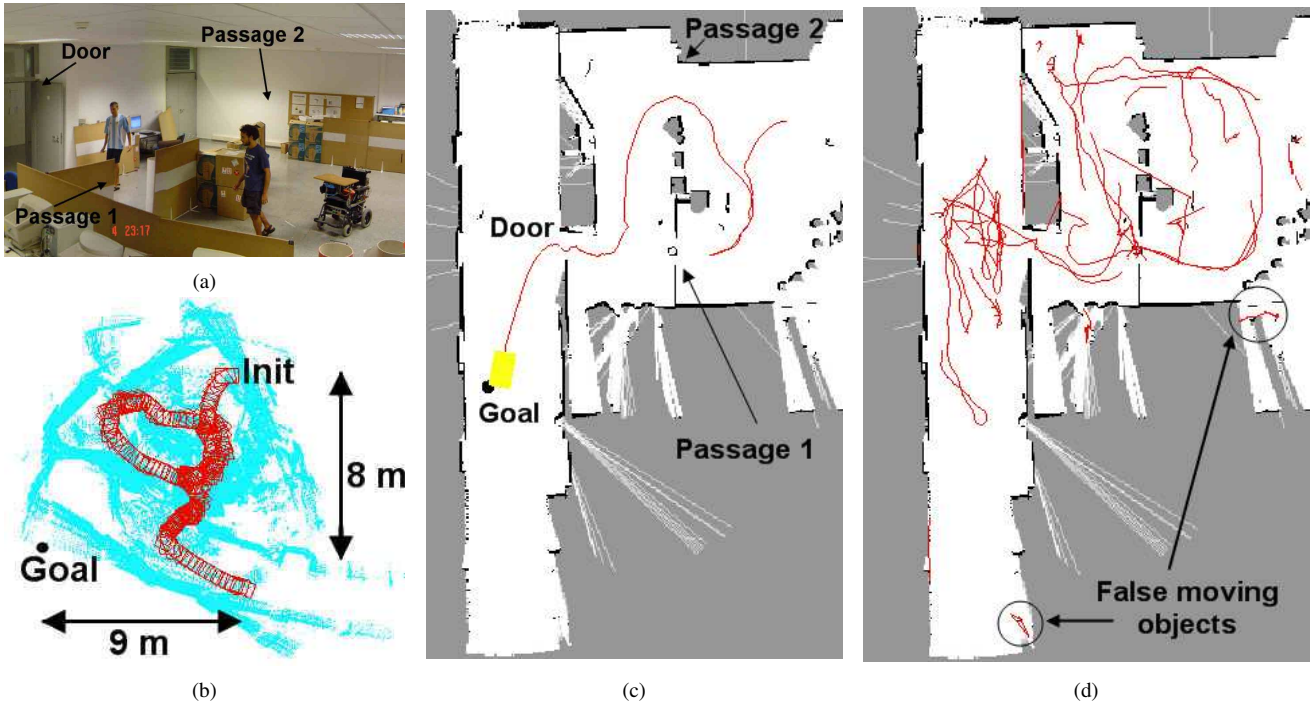 Door
Passage 2
Passage 1
4 23:17
(a)
Init
8 m
Goal
9 m
(b)
Passage 2
Door
Goal
Passage 1
(c)
False moving
objects
(d)